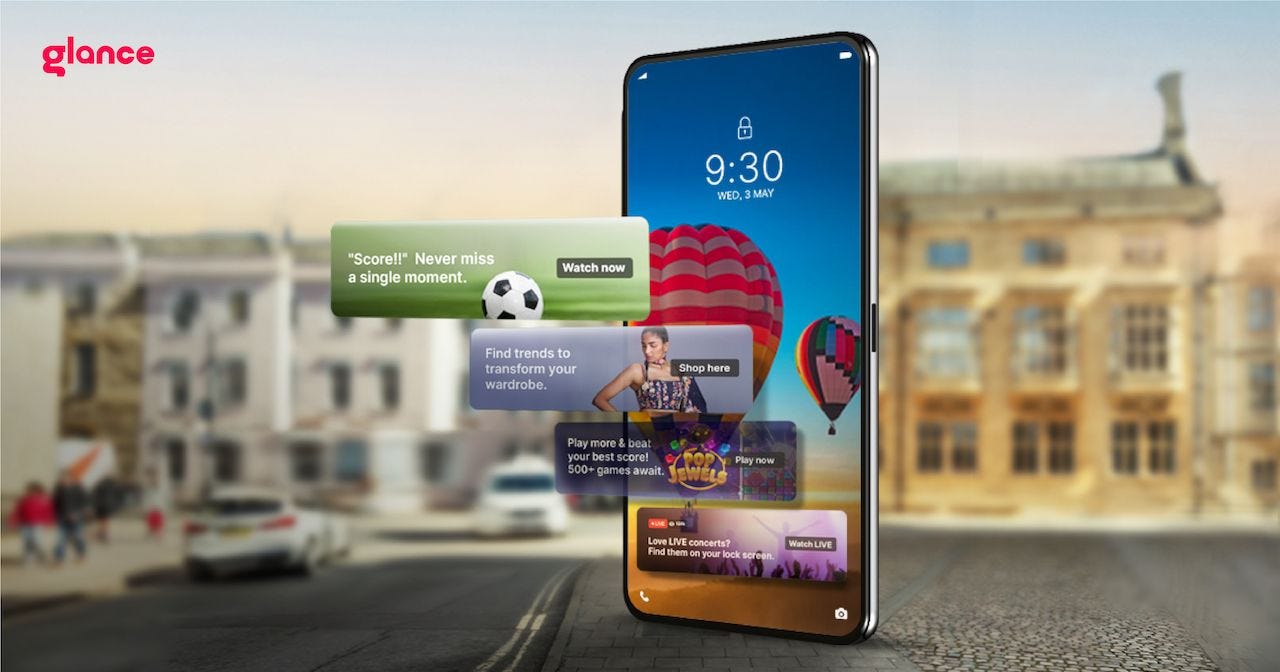 glance
9:30
WED, 3 MAY
"Score!!" Never miss
a single moment.
Watch now
Find trends to
transform your
wardrobe.
Shop here
Play more & beat
your best score!
500+ games await.
POP
JEWELS
Play now
LIVE
Love LIVE concerts?
Find them on your lock screen.
Watch LIVE